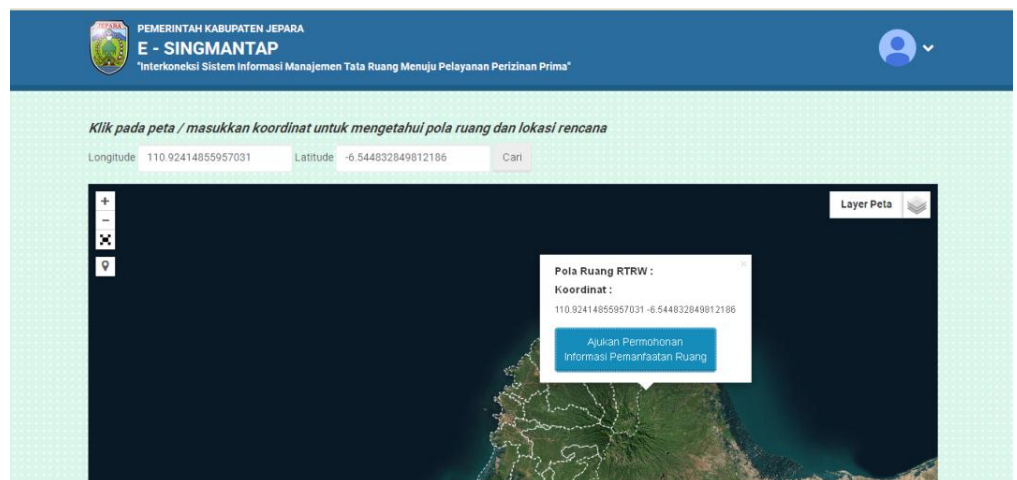 JEPARA
PEMERINTAH KABUPATEN JEPARA
E - SINGMANTAP
"Interkoneksi Sistem Informasi Manajemen Tata Ruang Menuju Pelayanan Perizinan Prima"
Klik pada peta / masukkan koordinat untuk mengetahui pola ruang dan lokasi rencana
Longitude 110.92414855957031 Latitude -6.544832849812186 Cari
+
Layer Peta
−
Pola Ruang RTRW :
Koordinat :
110.92414855957031 -6.544832849812186
Ajukan Permohonan
Informasi Pemanfaatan Ruang